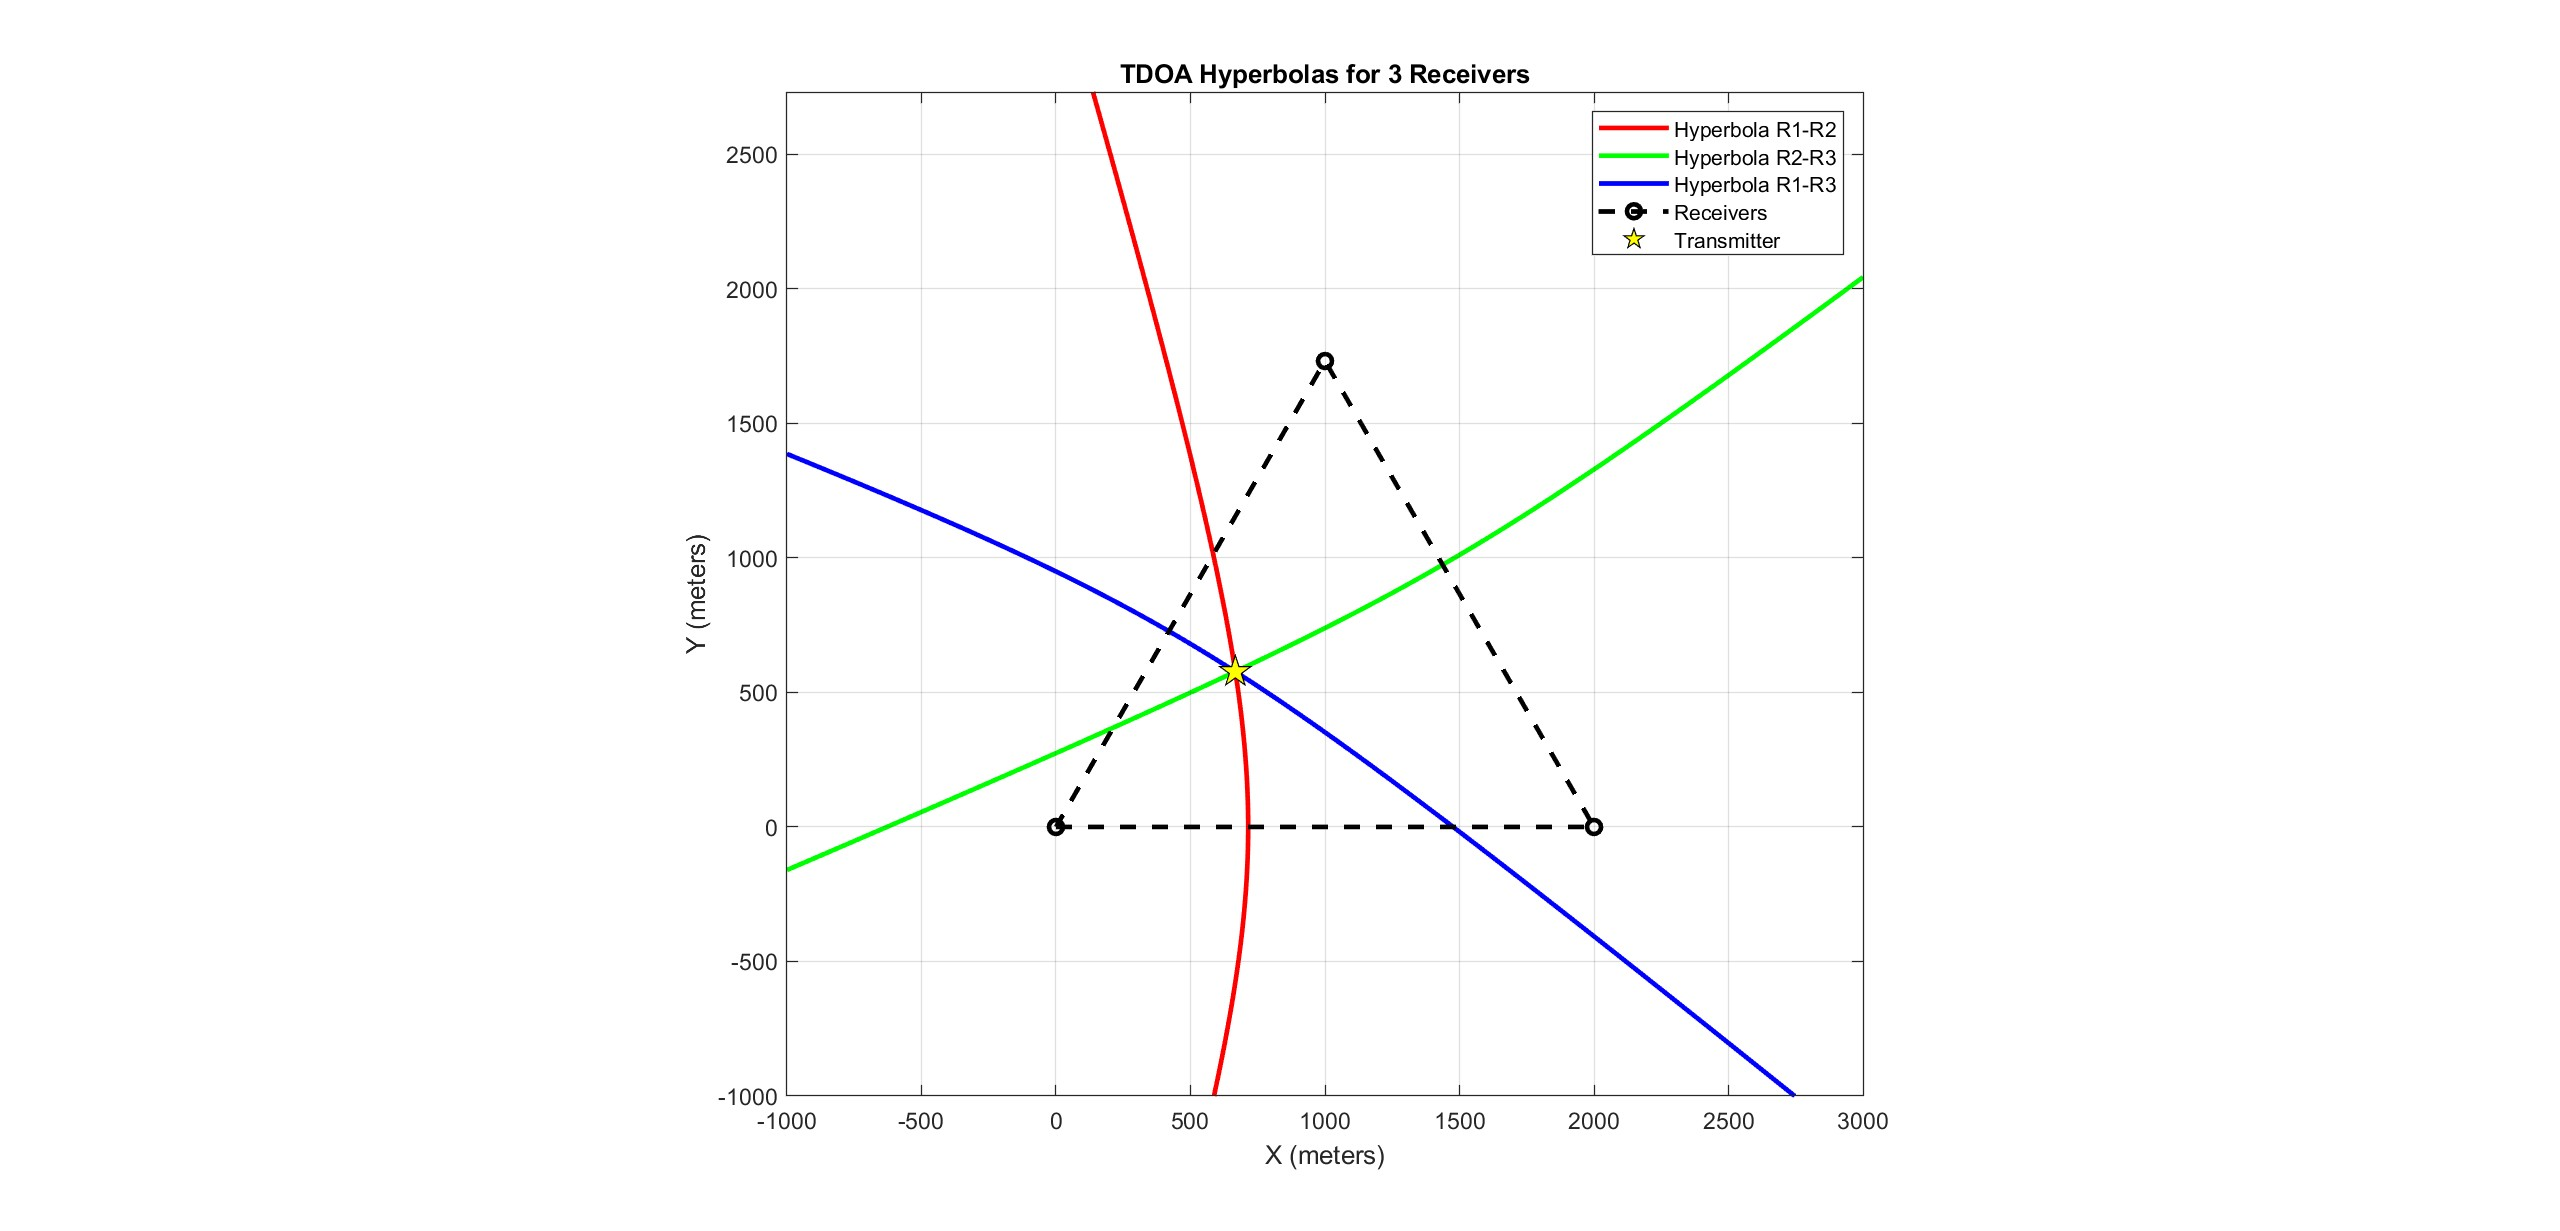 TDOA Hyperbolas for 3 Receivers
Hyperbola R1-R2
Hyperbola R2-R3
Hyperbola R1-R3
Receivers
Transmitter
2500
2000
1500
1000
500
0
-500
-1000
Y (meters)
-1000 -500 0 500 1000 1500 2000 2500 3000
X (meters)